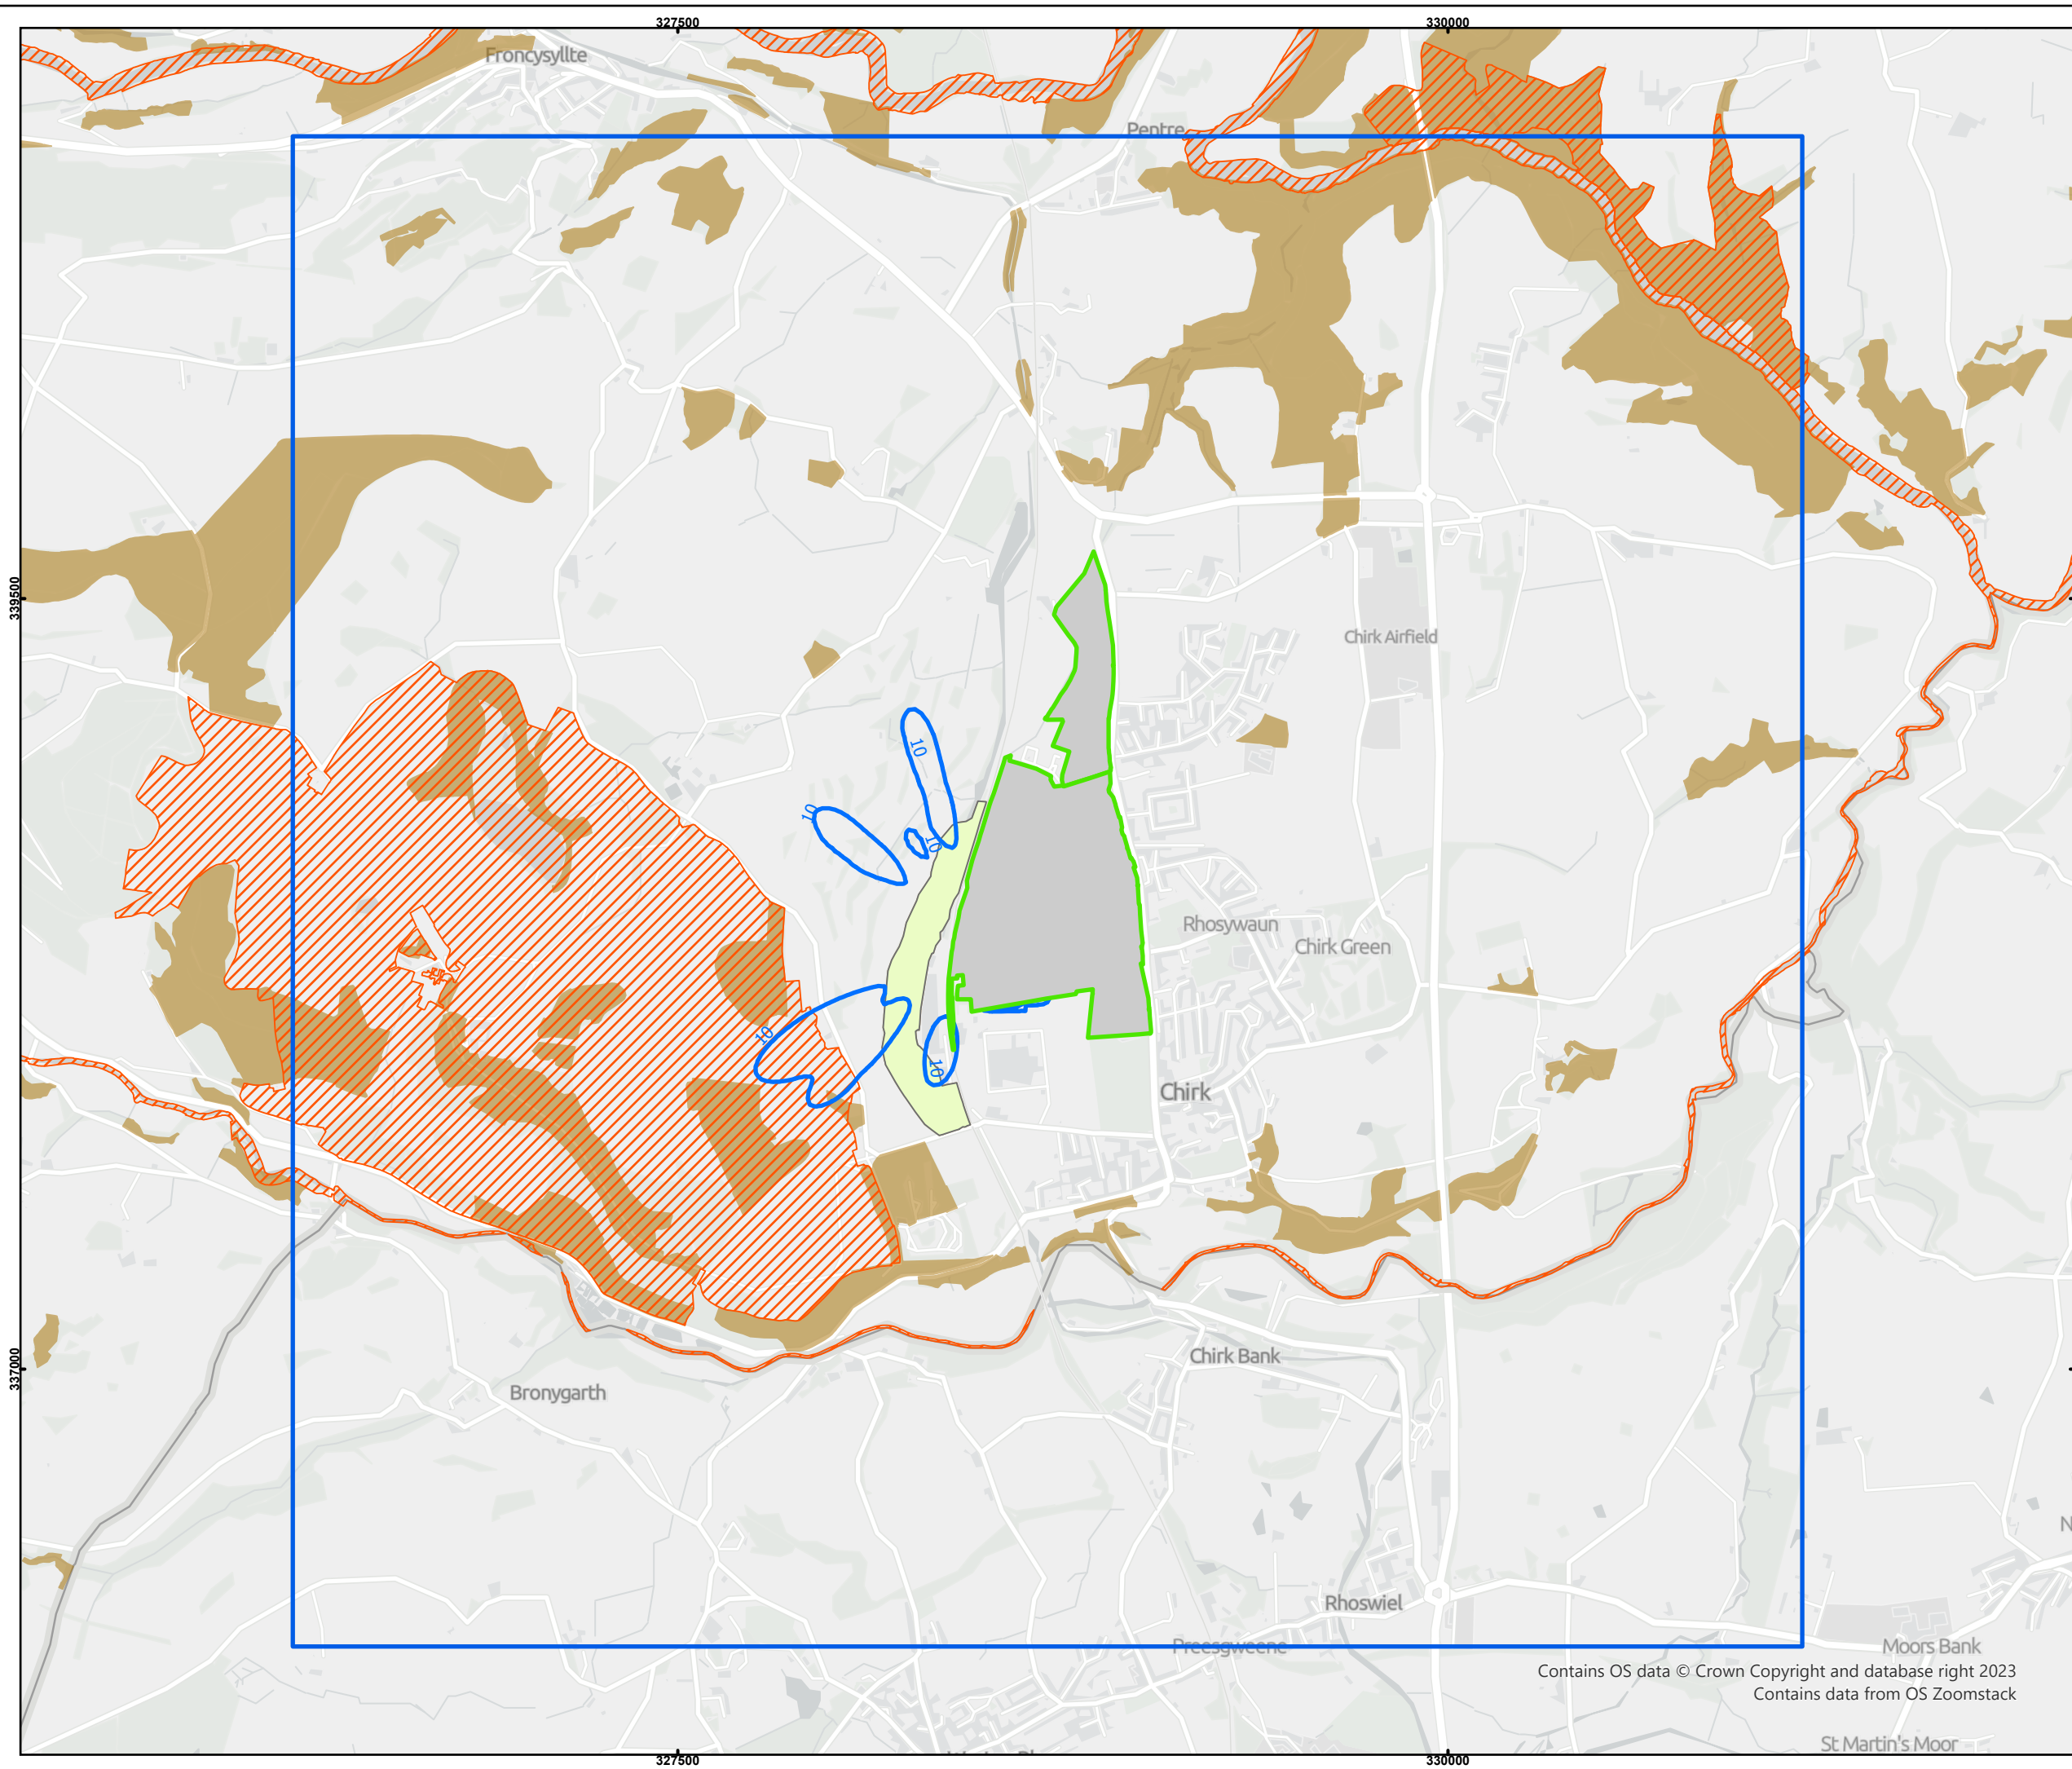 327500
330000
Froncysyllte
Pentre
339500
Chirk Airfield
10
10
10
Rhosywaun
Chirk Green
10
10
Chirk
337000
Chirk Bank
Bronygarth
N
Rhoswiel
Preesgweene
Moors Bank
Contains OS data © Crown Copyright and database right 2023
Contains data from OS Zoomstack
St Martin's Moor
327500
330000